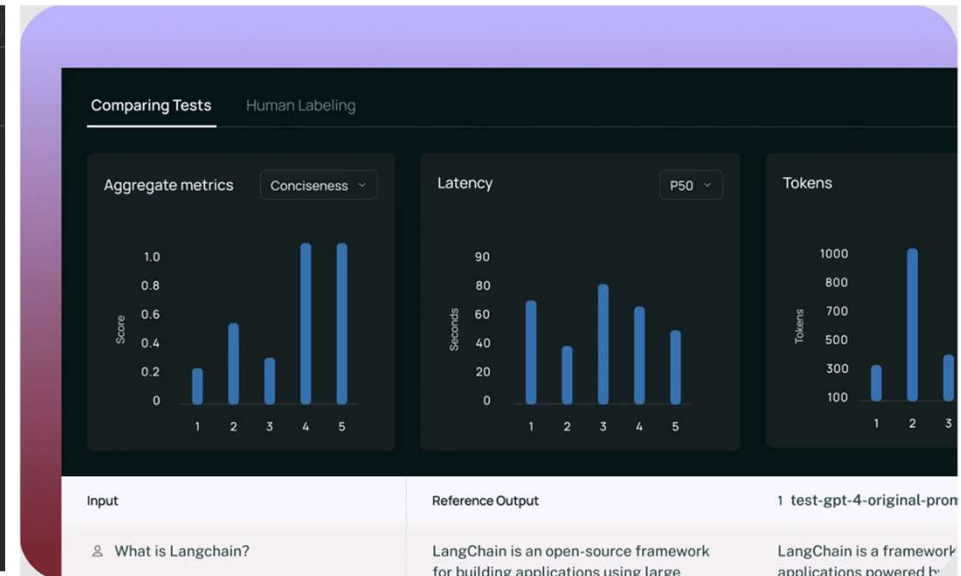 Comparing Tests Human Labeling
Aggregate metrics Conciseness
1.0
0.8
0.6
0.4
0.2
0
Score
1 2 3 4 5
Latency P50
90
80
60
40
20
0
Seconds
1 2 3 4 5
Tokens
1000
800
700
500
300
100
Tokens
1 2 3
Input Reference Output 1 test-gpt-4-original-prom
What is Langchain? LangChain is an open-source framework LangChain is a framework
for building applications using large applications powered by